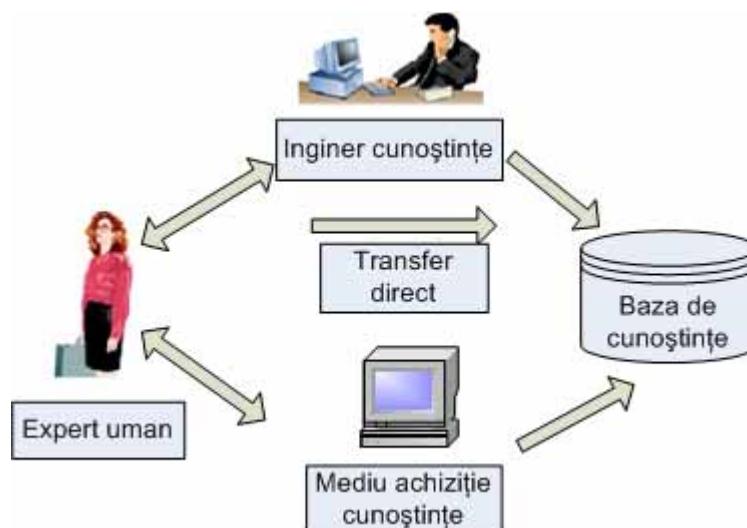 Inginer cunoştinţe
Transfer
direct
Baza de
cunoştinţe
Expert uman
Mediu achiziţie
cunoştinţe